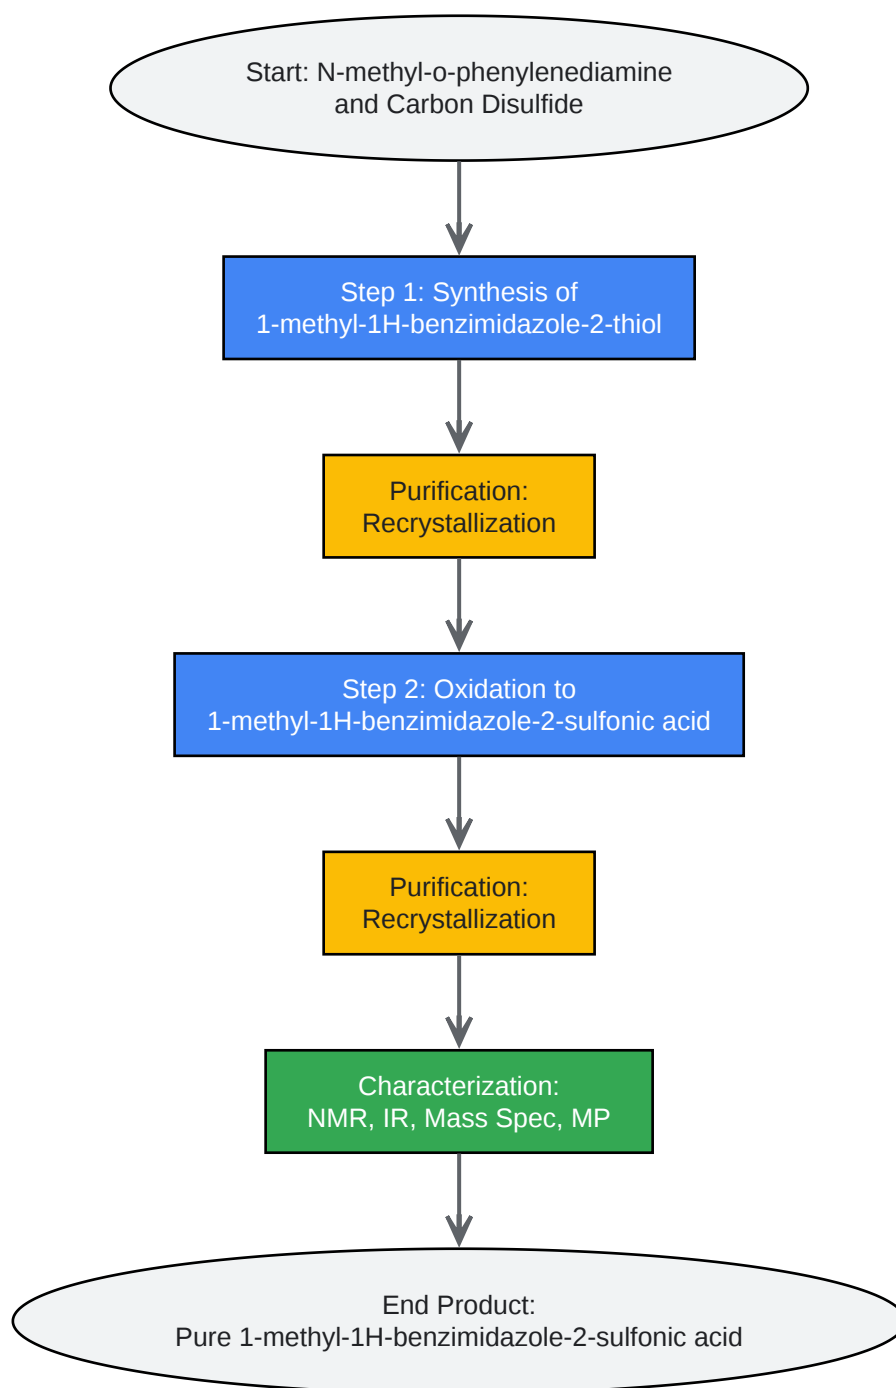 Start: N-methyl-o-phenylenediamine
and Carbon Disulfide
Step 1: Synthesis of
1-methyl-1H-benzimidazole-2-thiol
Purification:
Recrystallization
Step 2: Oxidation to
1-methyl-1H-benzimidazole-2-sulfonic acid
Purification:
Recrystallization
Characterization:
NMR, IR, Mass Spec, MP
End Product:
Pure 1-methyl-1H-benzimidazole-2-sulfonic acid